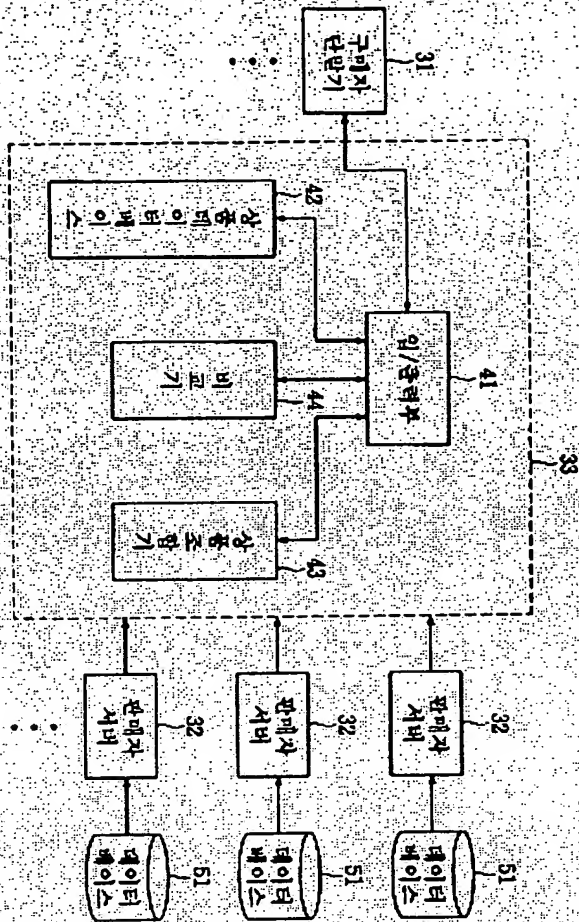 31
구매자
단말기
33
41
입/출력부
42
상품데이터베이스
44
비교기
43
상품조합기
32
판매자
서버
51
데이터
베이스
32
판매자
서버
51
데이터
베이스
32
판매자
서버
51
데이터
베이스